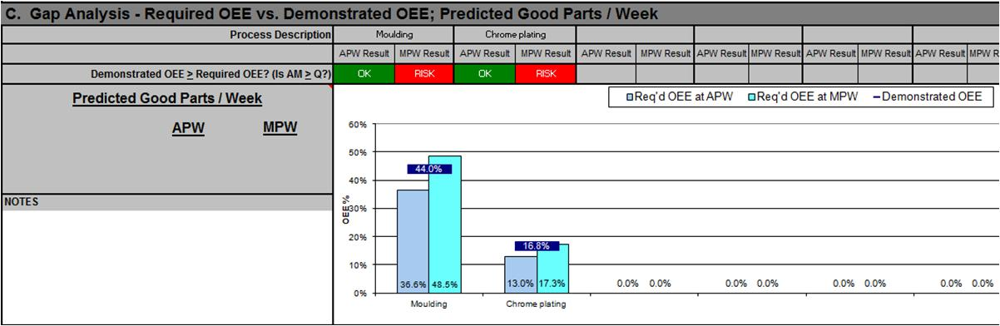 C. Gap Analysis - Required OEE vs. Demonstrated OEE; Predicted Good Parts / Week
Process Description Moulding Chrome plating
APW Result MPW Result APW Result MPW Result APW Result MPW Result APW Result MPW Result APW Result MPW Result APW Result MPW R
Demonstrated OEE ≥ Required OEE? (Is AM ≥ Q?) OK RISK OK RISK
Predicted Good Parts / Week
APW MPW
NOTES
Req'd OEE at APW Req'd OEE at MPW Demonstrated OEE
OEE%
60%
50%
40%
30%
20%
10%
0%
44.0%
16.8%
36.6% 48.5% 13.0% 17.3% 0.0% 0.0% 0.0% 0.0% 0.0% 0.0% 0.0% 0.0%
Moulding Chrome plating